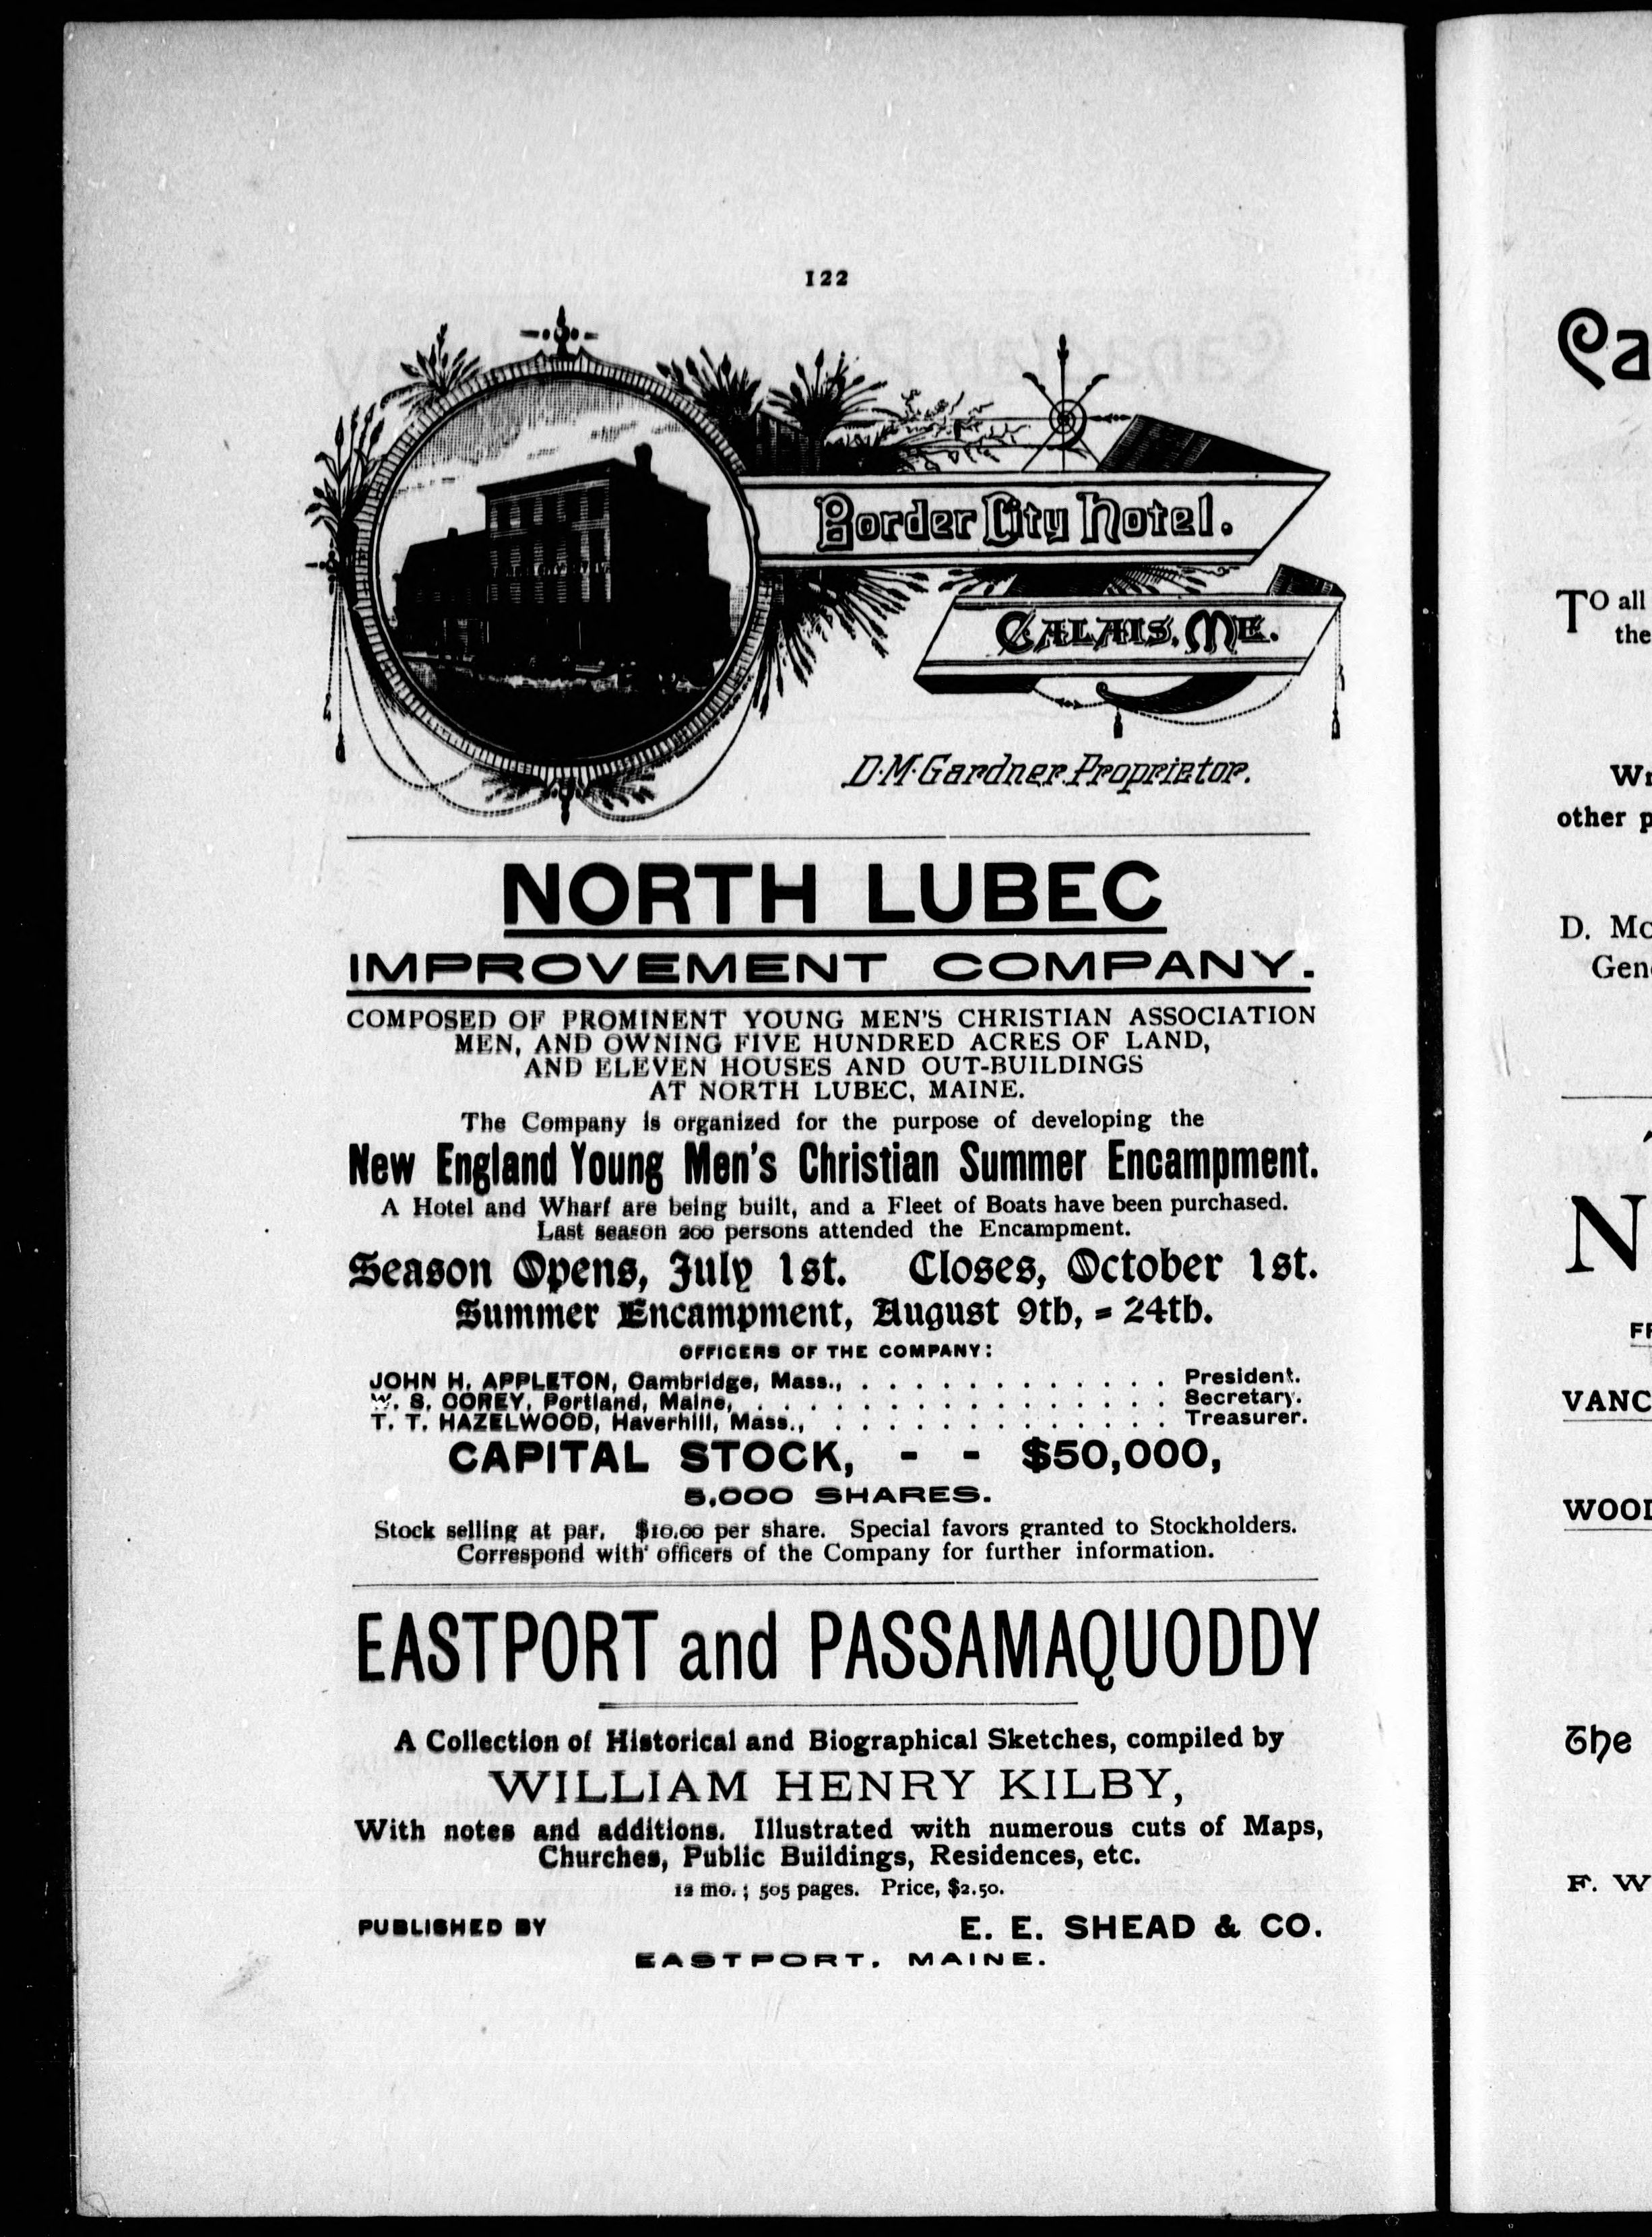 122
Border City Hotel.
CALAIS, ME.
D. M. Gardner, Proprietor.
NORTH LUBEC
IMPROVEMENT COMPANY.
COMPOSED OF PROMINENT YOUNG MEN'S CHRISTIAN ASSOCIATION
MEN, AND OWNING FIVE HUNDRED ACRES OF LAND,
AND ELEVEN HOUSES AND OUT-BUILDINGS
AT NORTH LUBEC, MAINE.
The Company is organized for the purpose of developing the
New England Young Men's Christian Summer Encampment.
A Hotel and Wharf are being built, and a Fleet of Boats have been purchased.
Last season 200 persons attended the Encampment.
Season Opens, July 1st. Closes, October 1st.
Summer Encampment, August 9th, = 24th.
OFFICERS OF THE COMPANY:
JOHN H. APPLETON, Cambridge, Mass., . . . . . . . . . . . . President.
W. S. COREY, Portland, Maine, . . . . . . . . . . . . . . . . Secretary.
T. T. HAZELWOOD, Haverhill, Mass., . . . . . . . . . . . . . Treasurer.
CAPITAL STOCK, - - $50,000,
5,000 SHARES.
Stock selling at par, $10.00 per share. Special favors granted to Stockholders.
Correspond with officers of the Company for further information.
EASTPORT and PASSAMAQUODDY
A Collection of Historical and Biographical Sketches, compiled by
WILLIAM HENRY KILBY,
With notes and additions. Illustrated with numerous cuts of Maps,
Churches, Public Buildings, Residences, etc.
12 mo.; 505 pages. Price, $2.50.
PUBLISHED BY E. E. SHEAD & CO.
EASTPORT, MAINE.
TO all
the
other p
D. Mc
Gen
N
VANC
The
F. W